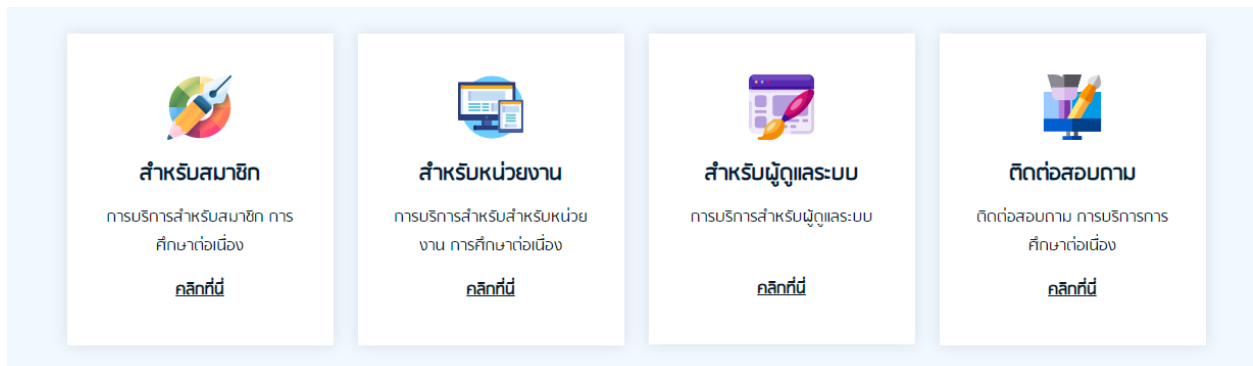 สำหรับสมาชิก
การบริการสำหรับสมาชิก การ
ศึกษาต่อเนื่อง
คลิกที่นี่
สำหรับหน่วยงาน
การบริการสำหรับสำหรับหน่วย
งาน การศึกษาต่อเนื่อง
คลิกที่นี่
สำหรับผู้ดูแลระบบ
การบริการสำหรับผู้ดูแลระบบ
คลิกที่นี่
ติดต่อสอบถาม
ติดต่อสอบถาม การบริการการ
ศึกษาต่อเนื่อง
คลิกที่นี่